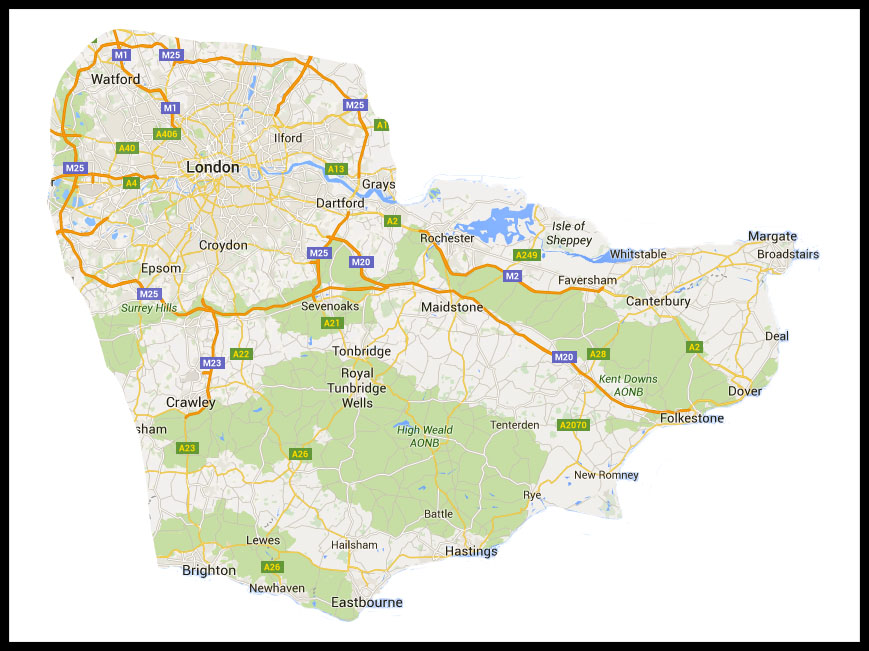 M1
M25
Watford
M1
M25
A1
A406
Ilford
A40
London
M25
A13
r
A4
Grays
Dartford
A2
Isle of
Sheppey
Rochester
Margate
Croydon
M25
M20
A249
Whitstable
Broadstairs
Epsom
M2
Faversham
M25
Surrey Hills
Sevenoaks
Maidstone
Canterbury
A21
Deal
Tonbridge
A22
M23
M20
A28
A2
Royal
Tunbridge
Wells
Kent Downs
AONB
Dover
Crawley
Folkestone
sham
High Weald
AONB
Tenterden
A2070
A23
A26
New Romney
Rye
Battle
Lewes
Hailsham
Hastings
Brighton
A26
Newhaven
Eastbourne